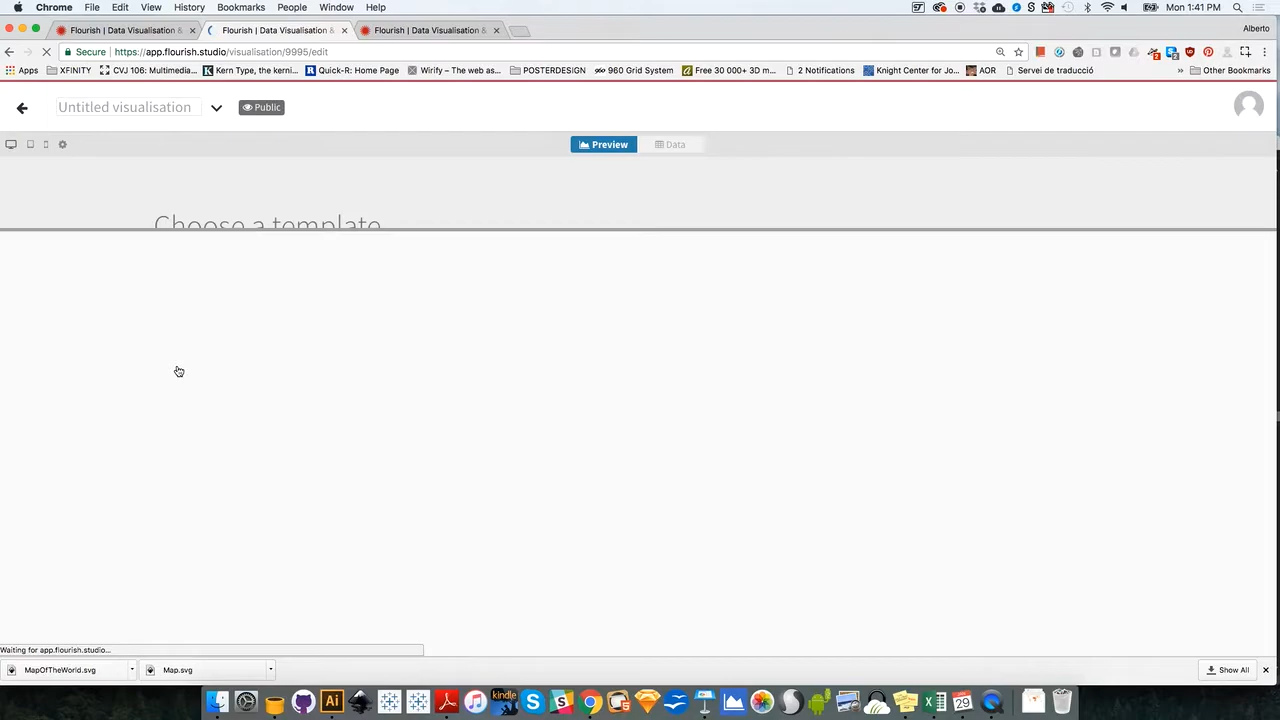 Chrome File Edit View History Bookmarks People Window Help Mon 1:41 PM
Flourish | Data Visualisation & Flourish | Data Visualisation & Flourish | Data Visualisation & Alberto
Secure https://app.flourish.studio/visualisation/9995/edit
Apps XFINITY CVJ 106: Multimedia... Kern Type, the kerni... Quick-R: Home Page Wirify – The web as... POSTERDESIGN 960 Grid System Free 30 000+ 3D m... 2 Notifications Knight Center for Jo... AOR Servei de traducció » Other Bookmarks
Untitled visualisation Public
Preview Data
Choose a template
Waiting for app.flourish.studio...
MapOfTheWorld.svg Map.svg Show All
kindle 29